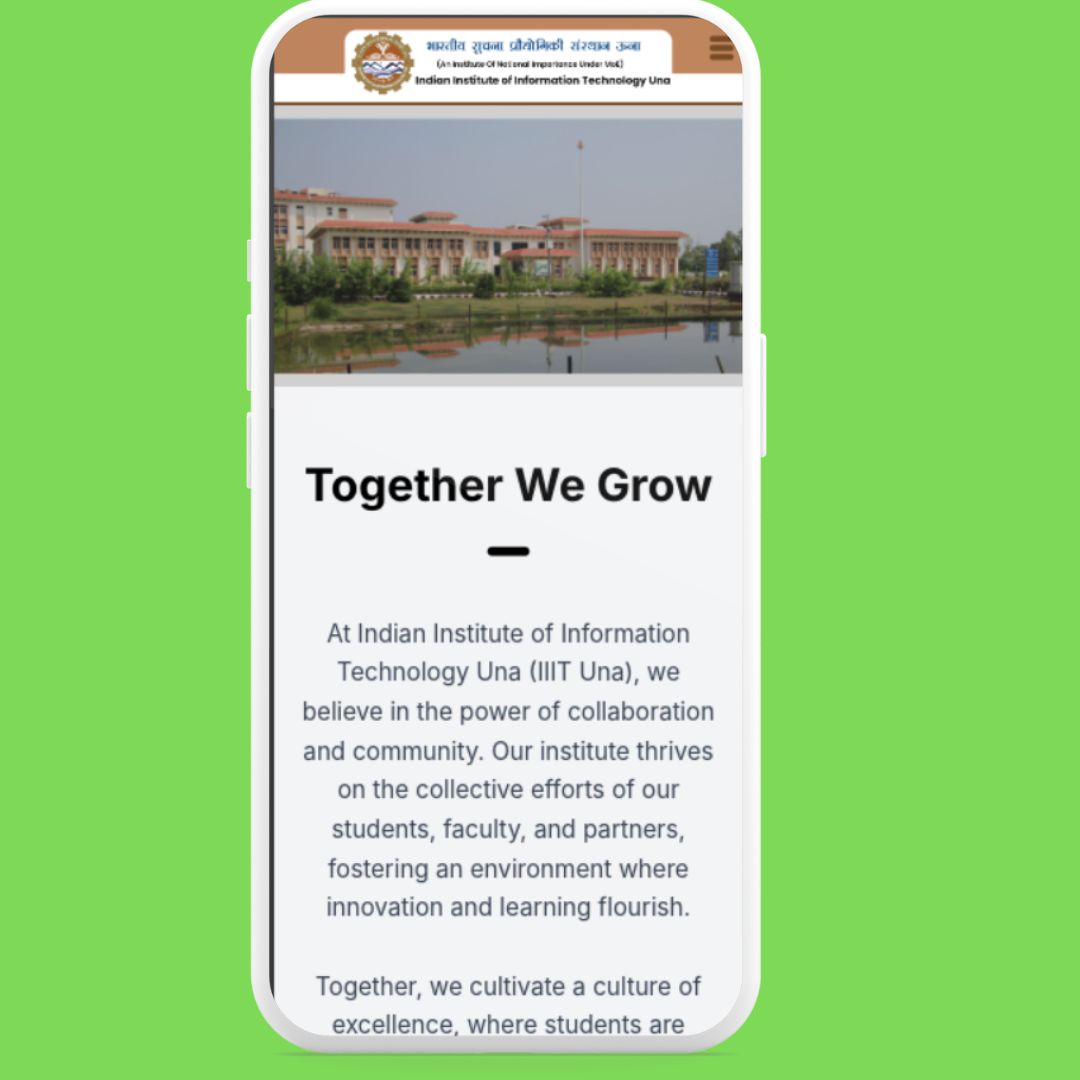 भारतीय सूचना प्रौद्योगिकी संस्थान ऊना
(An Institute Of National Importance Under MoE)
Indian Institute of Information Technology Una
Together We Grow
At Indian Institute of Information
Technology Una (IIIT Una), we
believe in the power of collaboration
and community. Our institute thrives
on the collective efforts of our
students, faculty, and partners,
fostering an environment where
innovation and learning flourish.
Together, we cultivate a culture of
excellence, where students are